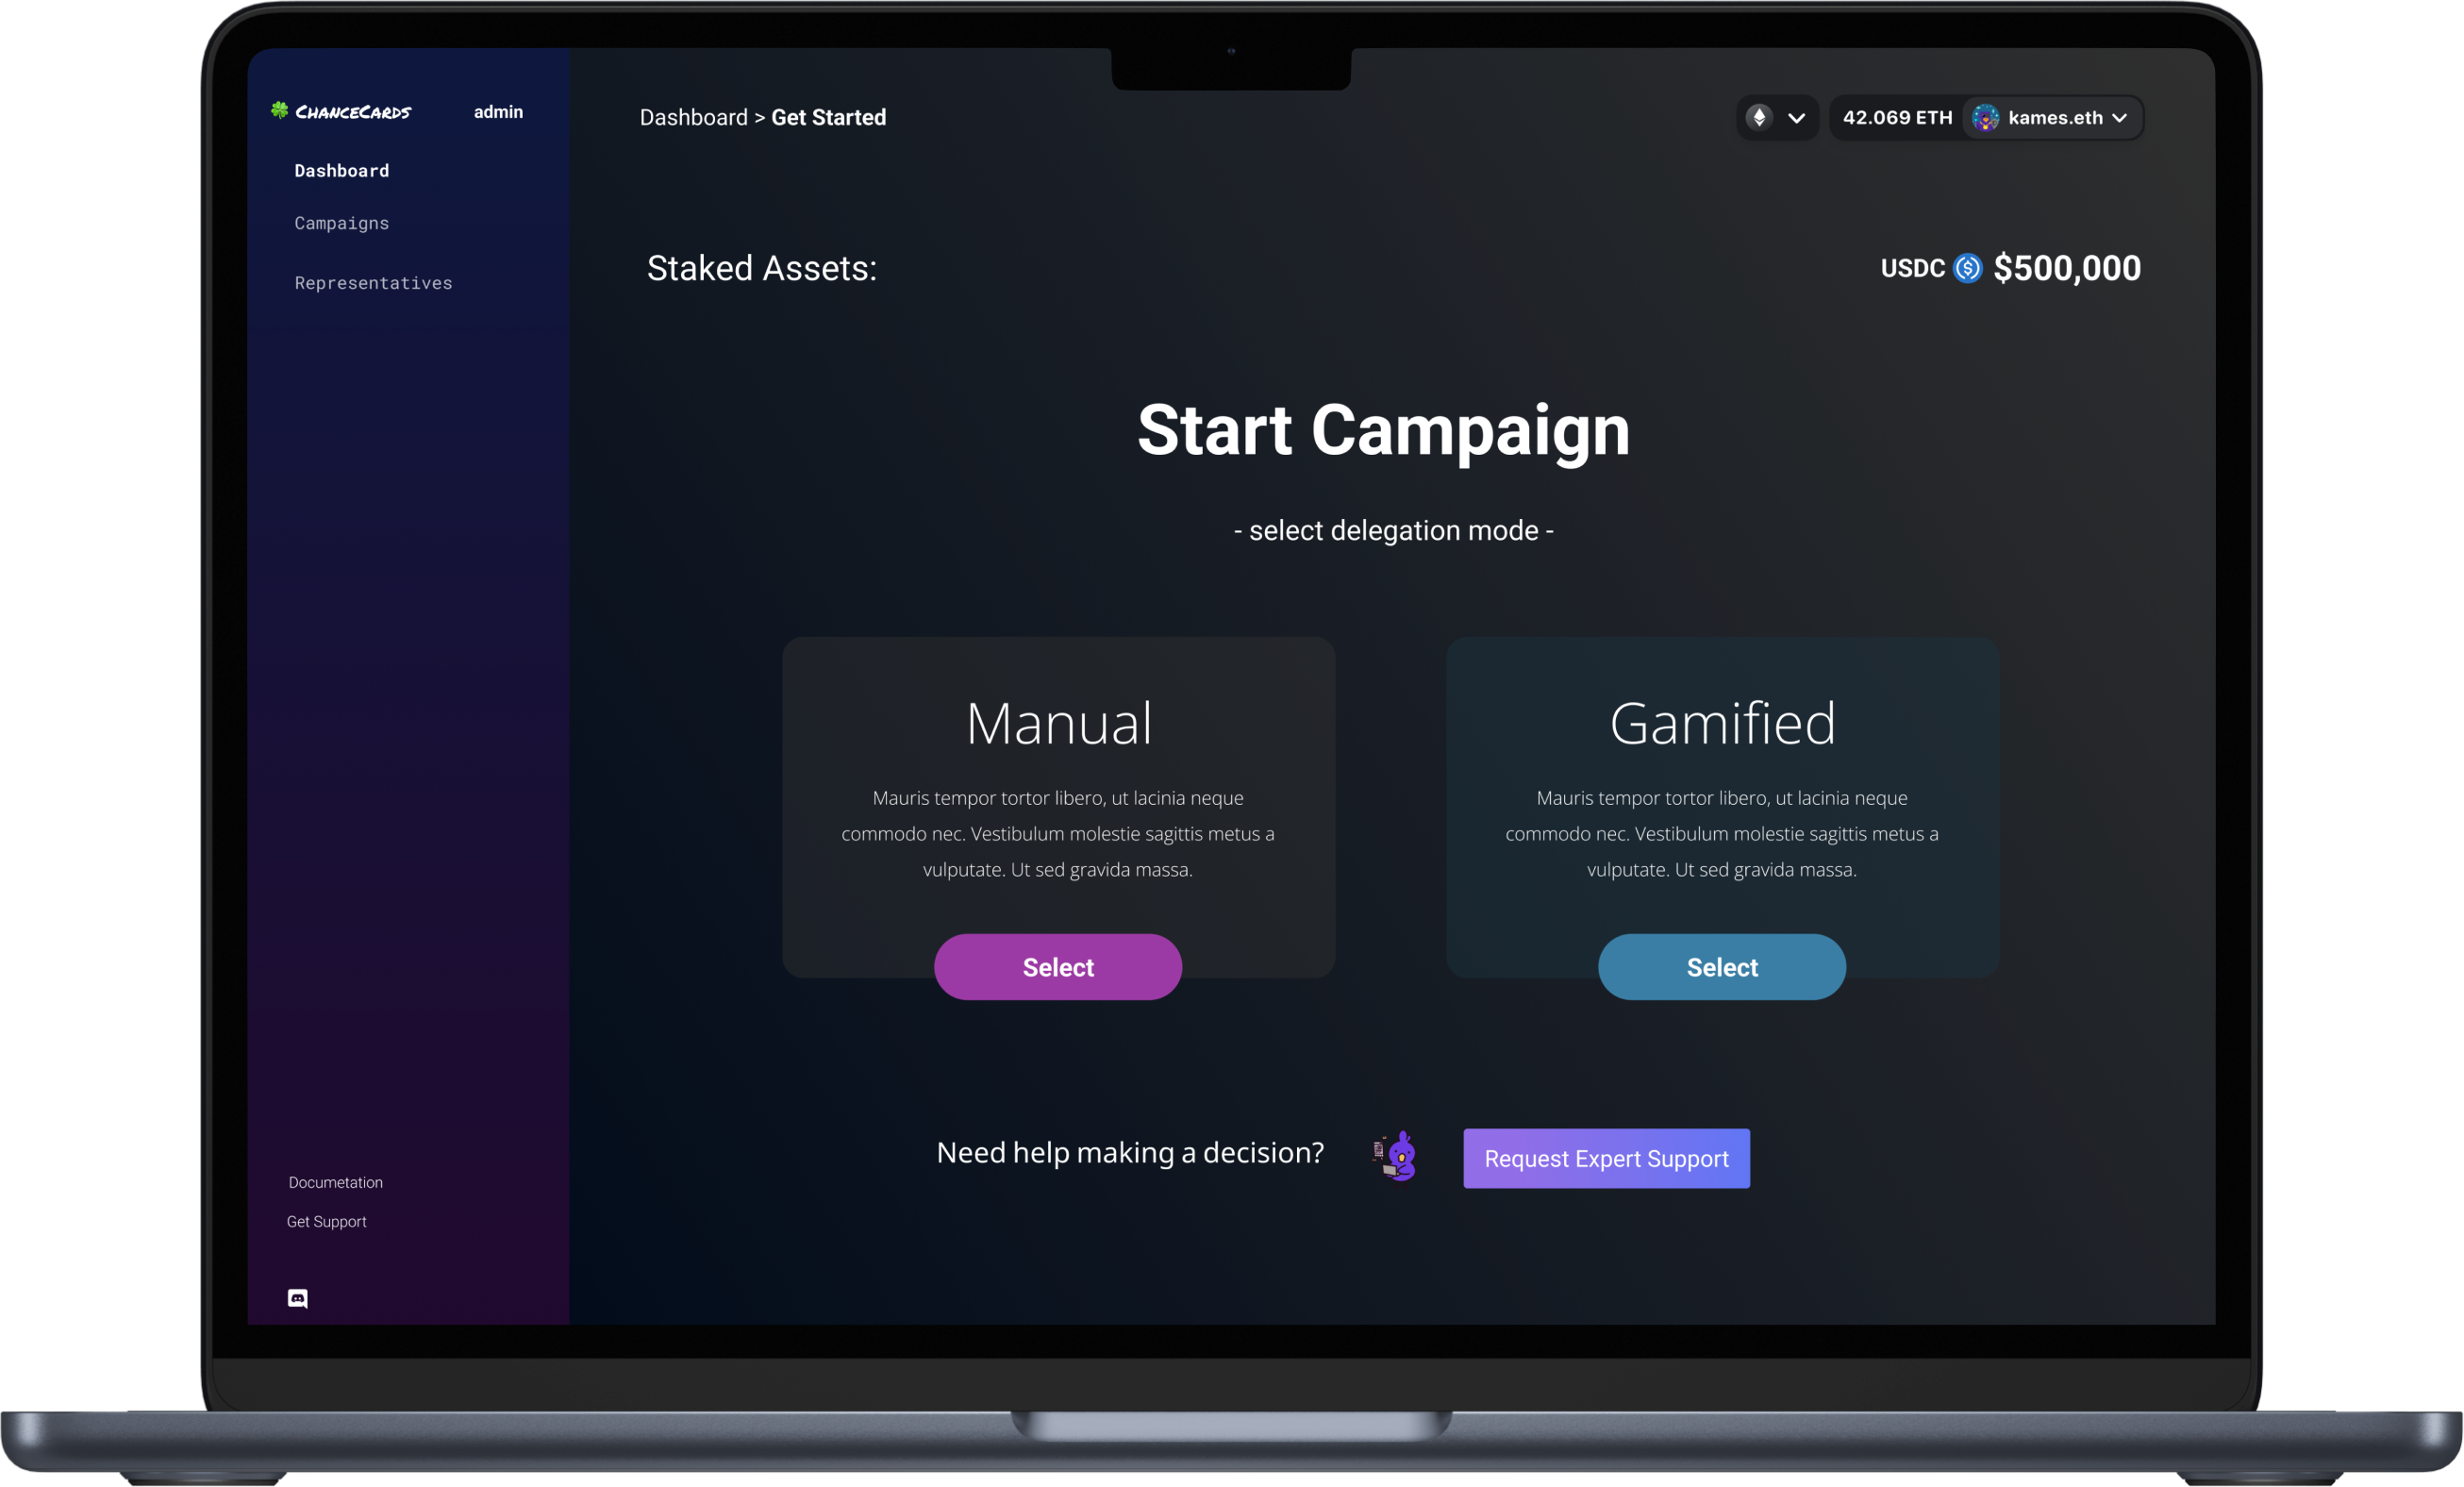 ChanceCards
admin
Dashboard
Campaigns
Representatives
Documetation
Get Support
Dashboard > Get Started
42.069 ETH
kames.eth
Staked Assets:
USDC $500,000
Start Campaign
- select delegation mode -
Manual
Mauris tempor tortor libero, ut lacinia neque
commodo nec. Vestibulum molestie sagittis metus a
vulputate. Ut sed gravida massa.
Select
Gamified
Mauris tempor tortor libero, ut lacinia neque
commodo nec. Vestibulum molestie sagittis metus a
vulputate. Ut sed gravida massa.
Select
Need help making a decision?
Request Expert Support